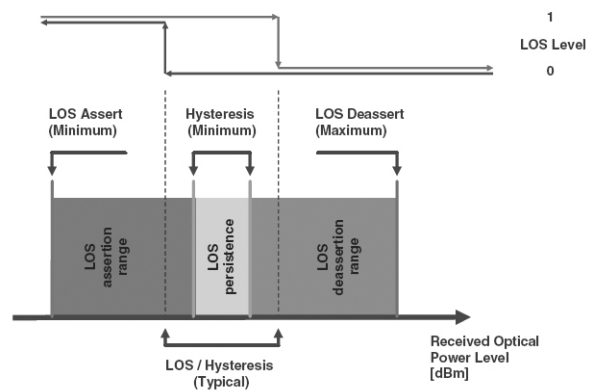 1
LOS Level
0
LOS Assert
(Minimum)
Hysteresis
(Minimum)
LOS Deassert
(Maximum)
LOS
assertion
range
LOS
persistence
LOS
deassertion
range
Received Optical
Power Level
[dBm]
LOS / Hysteresis
(Typical)